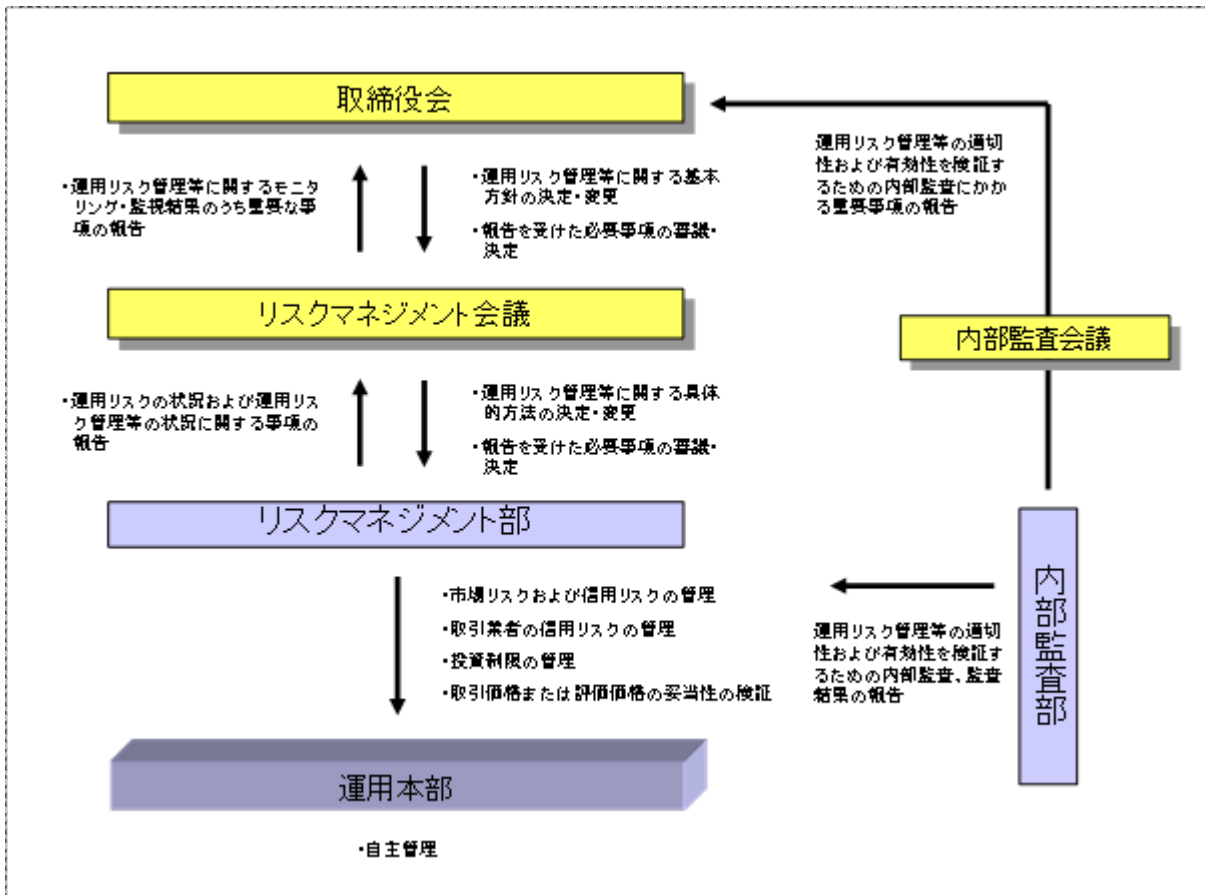 取締役会
・運用リスク管理等に関するモニ
タリング・監視結果のうち重要な事
項の報告
・運用リスク管理等に関する基本
方針の決定・変更
・報告を受けた必要事項の審議・
決定
運用リスク管理等の適切
性および有効性を検証す
るための内部監査にかか
る重要事項の報告
リスクマネジメント会議
内部監査会議
・運用リスクの状況および運用リス
ク管理等の状況に関する事項の
報告
・運用リスク管理等に関する具体
的方法の決定・変更
・報告を受けた必要事項の審議・
決定
リスクマネジメント部
内部監査部
・市場リスクおよび信用リスクの管理
・取引業者の信用リスクの管理
・投資制限の管理
・取引価格または評価価格の妥当性の検証
運用リスク管理等の適切
性および有効性を検証す
るための内部監査、監査
結果の報告
運用本部
・自主管理